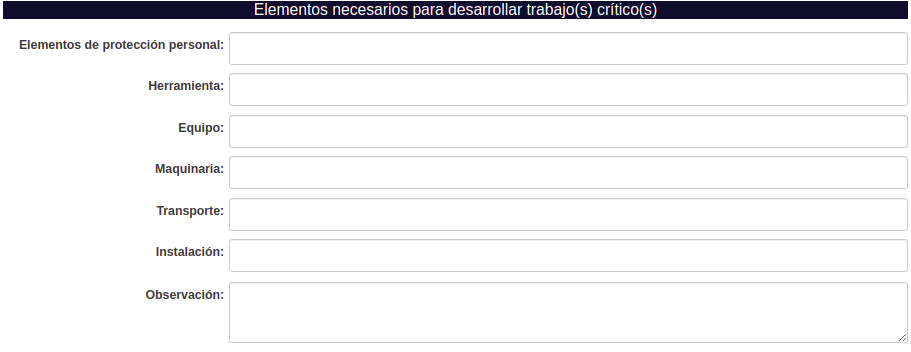 Elementos necesarios para desarrollar trabajo(s) crítico(s)
Elementos de protección personal:
Herramienta:
Equipo:
Maquinaria:
Transporte:
Instalación:
Observación: